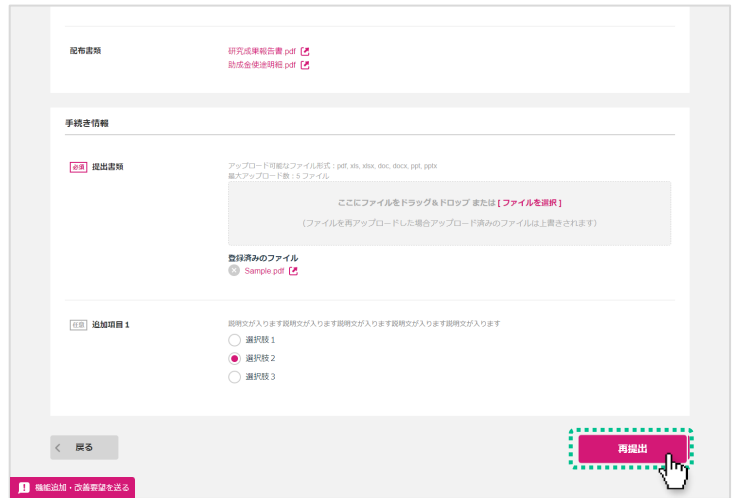 配布書類
研究成果報告書.pdf
助成金使途明細.pdf
手続き情報
必須 提出書類
アップロード可能なファイル形式：pdf, xls, xlsx, doc, docx, ppt, pptx
最大アップロード数：5 ファイル
ここにファイルをドラッグ&ドロップ または [ ファイルを選択 ]
（ファイルを再アップロードした場合アップロード済みのファイルは上書きされます）
登録済みのファイル
Sample.pdf
任意 追加項目 1
説明文が入ります説明文が入ります説明文が入ります説明文が入ります説明文が入ります
選択肢 1
選択肢 2
選択肢 3
戻る
再提出
機能追加・改善要望を送る